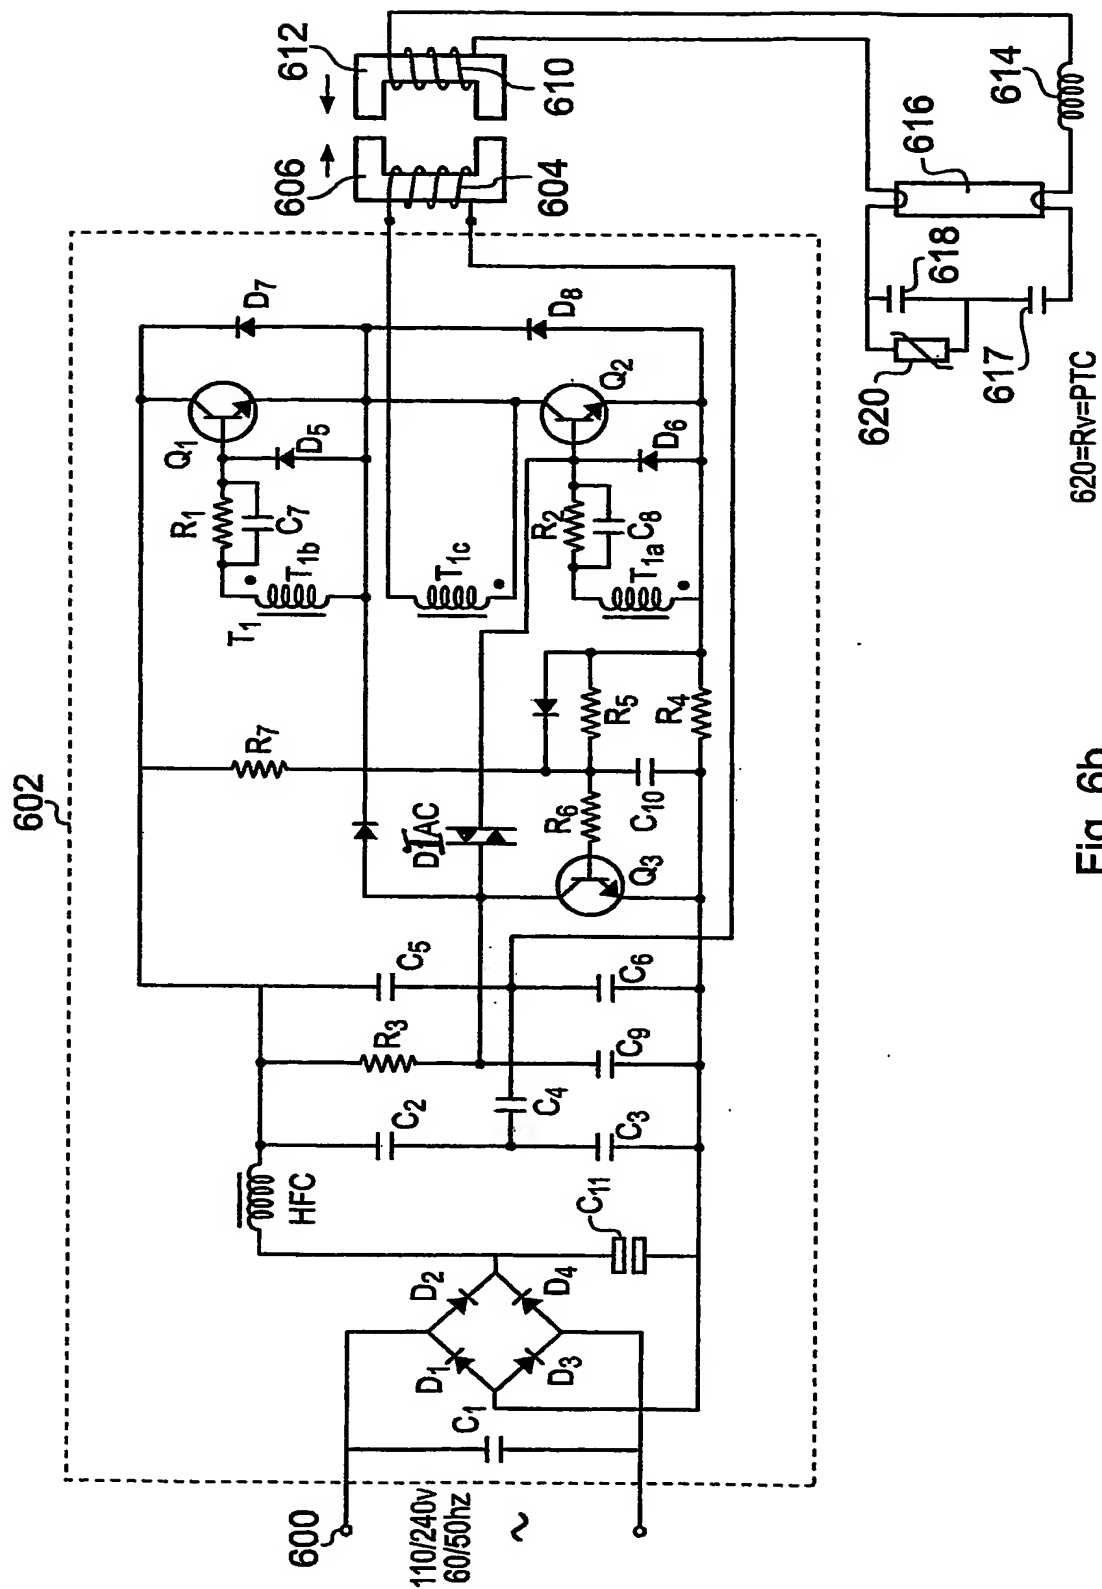 602
600
110/240v
60/50hz
~
C1
D1
D2
D3
D4
HFC
C11
C2
C3
C4
R3
C9
C5
C6
DIAC
Q3
R6
R7
C10
R5
R4
T1
T1b
T1c
T1a
R1
C7
R2
C8
Q1
D5
D6
Q2
D7
D8
606
604
612
610
614
616
618
617
620
620=Rv=PTC
Fig. 6b